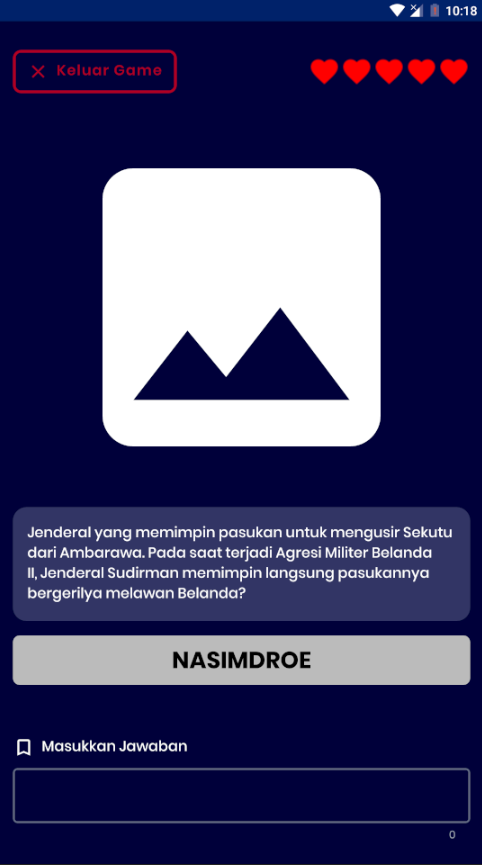 10:18
Keluar Game
Jenderal yang memimpin pasukan untuk mengusir Sekutu
dari Ambarawa. Pada saat terjadi Agresi Militer Belanda
II, Jenderal Sudirman memimpin langsung pasukannya
bergerilya melawan Belanda?
NASIMDROE
Masukkan Jawaban
0